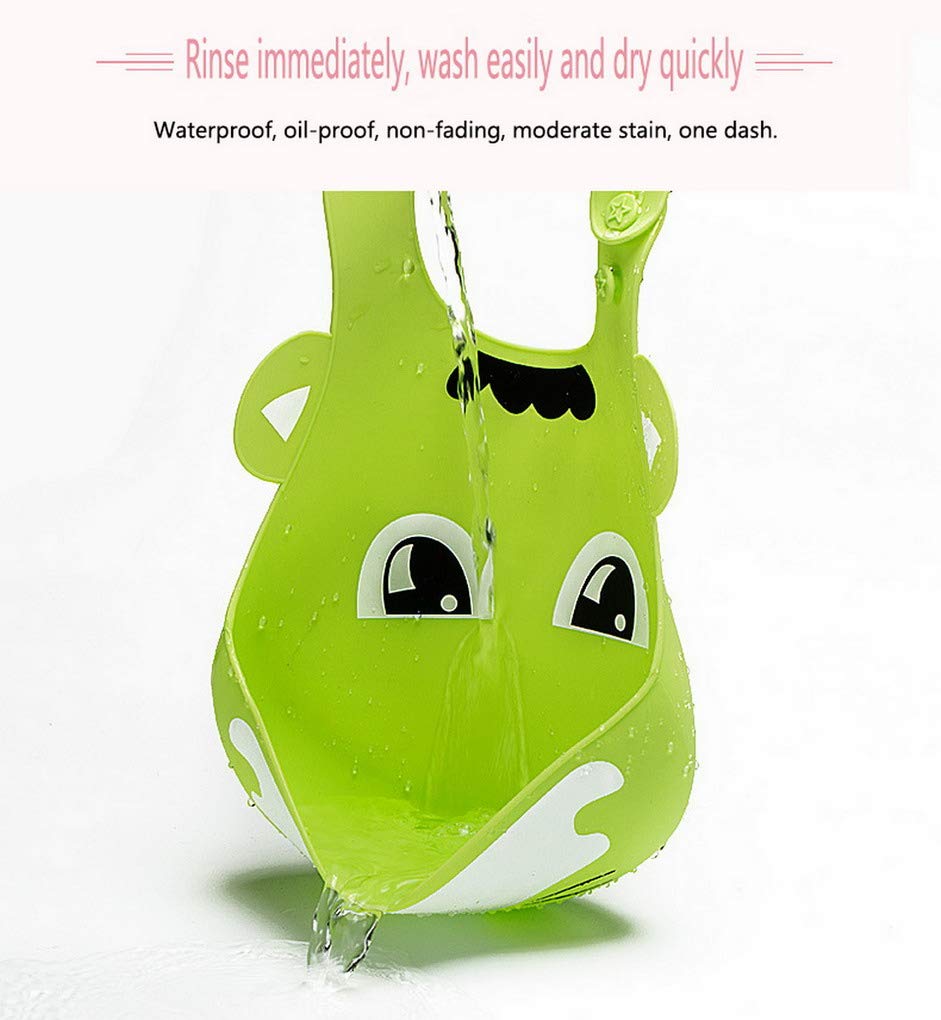 Rinse immediately, wash easily and dry quickly
Waterproof, oil-proof, non-fading, moderate stain, one dash.